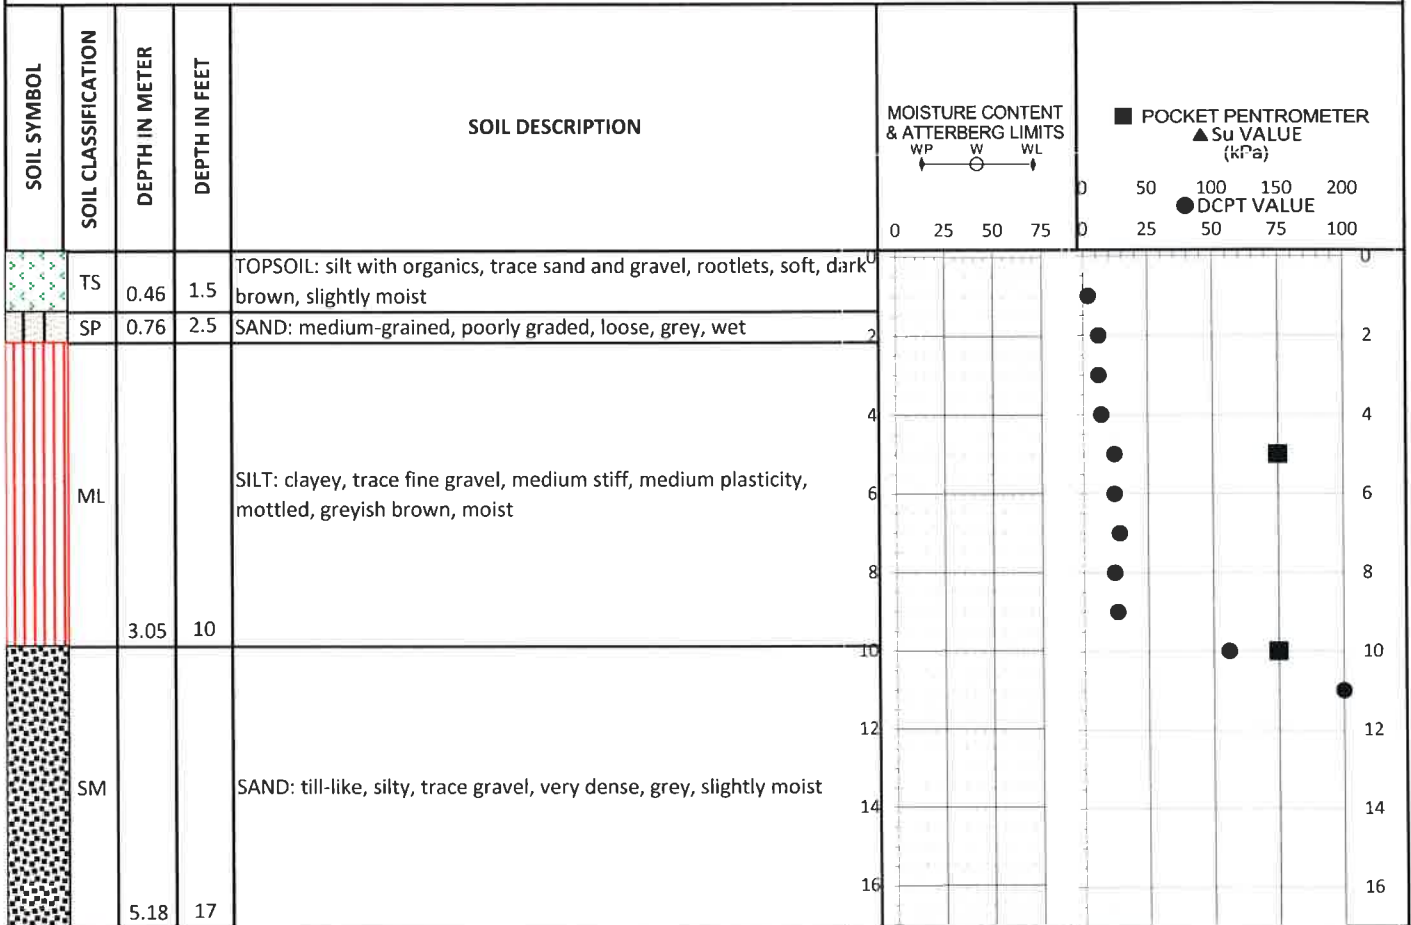 SOIL SYMBOL
SOIL CLASSIFICATION
DEPTH IN METER
DEPTH IN FEET
SOIL DESCRIPTION
MOISTURE CONTENT
& ATTERBERG LIMITS
WP W WL
0 25 50 75
POCKET PENTROMETER
Su VALUE
(kPa)
0 50 100 150 200
DCPT VALUE
0 25 50 75 100
TS
0.46
1.5
TOPSOIL: silt with organics, trace sand and gravel, rootlets, soft, dark
brown, slightly moist
SP
0.76
2.5
SAND: medium-grained, poorly graded, loose, grey, wet
ML
3.05
10
SILT: clayey, trace fine gravel, medium stiff, medium plasticity,
mottled, greyish brown, moist
SM
5.18
17
SAND: till-like, silty, trace gravel, very dense, grey, slightly moist
0
2
4
6
8
10
12
14
16
0
2
4
6
8
10
12
14
16